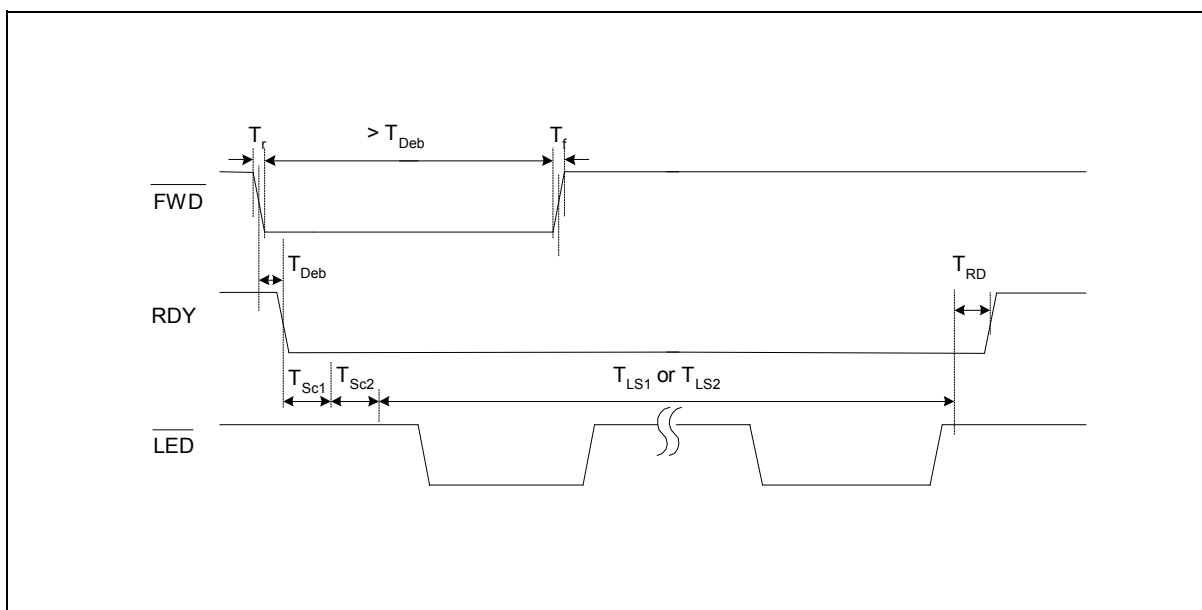 Tr > TDeb Tf
FWD
TDeb TRD
RDY
TSc1 TSc2 TLS1 or TLS2
LED